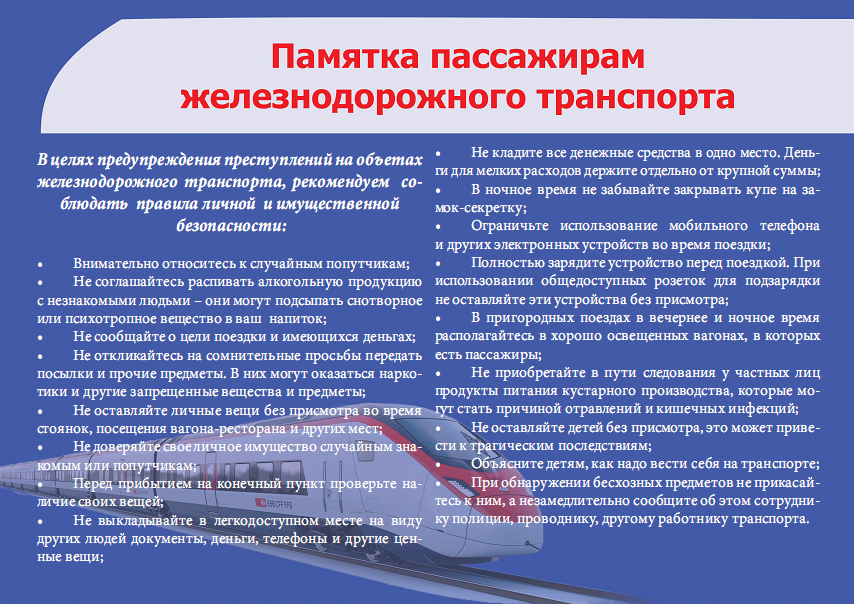 Памятка пассажирам
железнодорожного транспорта
В целях предупреждения преступлений на объетах
железнодорожного транспорта, рекомендуем со-
блюдать правила личной и имущественной
безопасности:
• Внимательно относитесь к случайным попутчикам;
• Не соглашайтесь распивать алкогольную продукцию
с незнакомыми людьми – они могут подсыпать снотворное
или психотропное вещество в ваш напиток;
• Не сообщайте о цели поездки и имеющихся деньгах;
• Не откликайтесь на сомнительные просьбы передать
посылки и прочие предметы. В них могут оказаться нарко-
тики и другие запрещенные вещества и предметы;
• Не оставляйте личные вещи без присмотра во время
стоянок, посещения вагона-ресторана и других мест;
• Не доверяйте свое личное имущество случайным зна-
комым или попутчикам;
• Перед прибытием на конечный пункт проверьте на-
личие своих вещей;
• Не выкладывайте в легкодоступном месте на виду
других людей документы, деньги, телефоны и другие цен-
ные вещи;
• Не кладите все денежные средства в одно место. День-
ги для мелких расходов держите отдельно от крупной суммы;
• В ночное время не забывайте закрывать купе на за-
мок-секретку;
• Ограничьте использование мобильного телефона
и других электронных устройств во время поездки;
• Полностью зарядите устройство перед поездкой. При
использовании общедоступных розеток для подзарядки
не оставляйте эти устройства без присмотра;
• В пригородных поездах в вечернее и ночное время
располагайтесь в хорошо освещенных вагонах, в которых
есть пассажиры;
• Не приобретайте в пути следования у частных лиц
продукты питания кустарного производства, которые мо-
гут стать причиной отравлений и кишечных инфекций;
• Не оставляйте детей без присмотра, это может приве-
сти к трагическим последствиям;
• Объясните детям, как надо вести себя на транспорте;
• При обнаружении бесхозных предметов не прикасай-
тесь к ним, а незамедлительно сообщите об этом сотрудни-
ку полиции, проводнику, другому работнику транспорта.
SBB CFF FFS